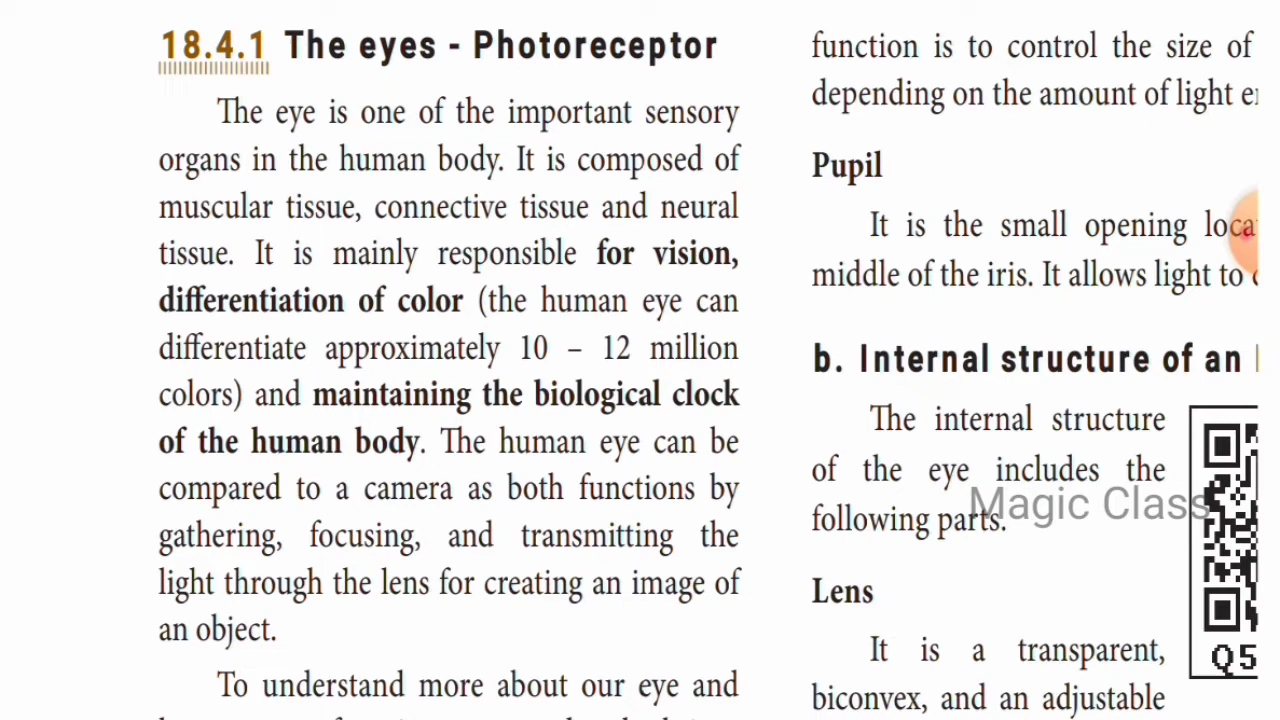 18.4.1 The eyes - Photoreceptor
The eye is one of the important sensory
organs in the human body. It is composed of
muscular tissue, connective tissue and neural
tissue. It is mainly responsible for vision,
differentiation of color (the human eye can
differentiate approximately 10 – 12 million
colors) and maintaining the biological clock
of the human body. The human eye can be
compared to a camera as both functions by
gathering, focusing, and transmitting the
light through the lens for creating an image of
an object.
To understand more about our eye and
function is to control the size of
depending on the amount of light
Pupil
It is the small opening
middle of the iris. It allows light to
b. Internal structure of an
The internal structure
of the eye includes the
following parts.
Lens
It is a transparent,
biconvex, and an adjustable
Magic Class
Q5